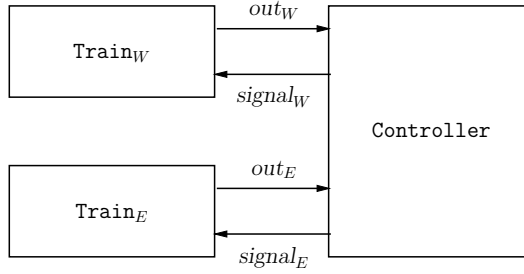 out_W
Train_W
signal_W
Controller
out_E
Train_E
signal_E